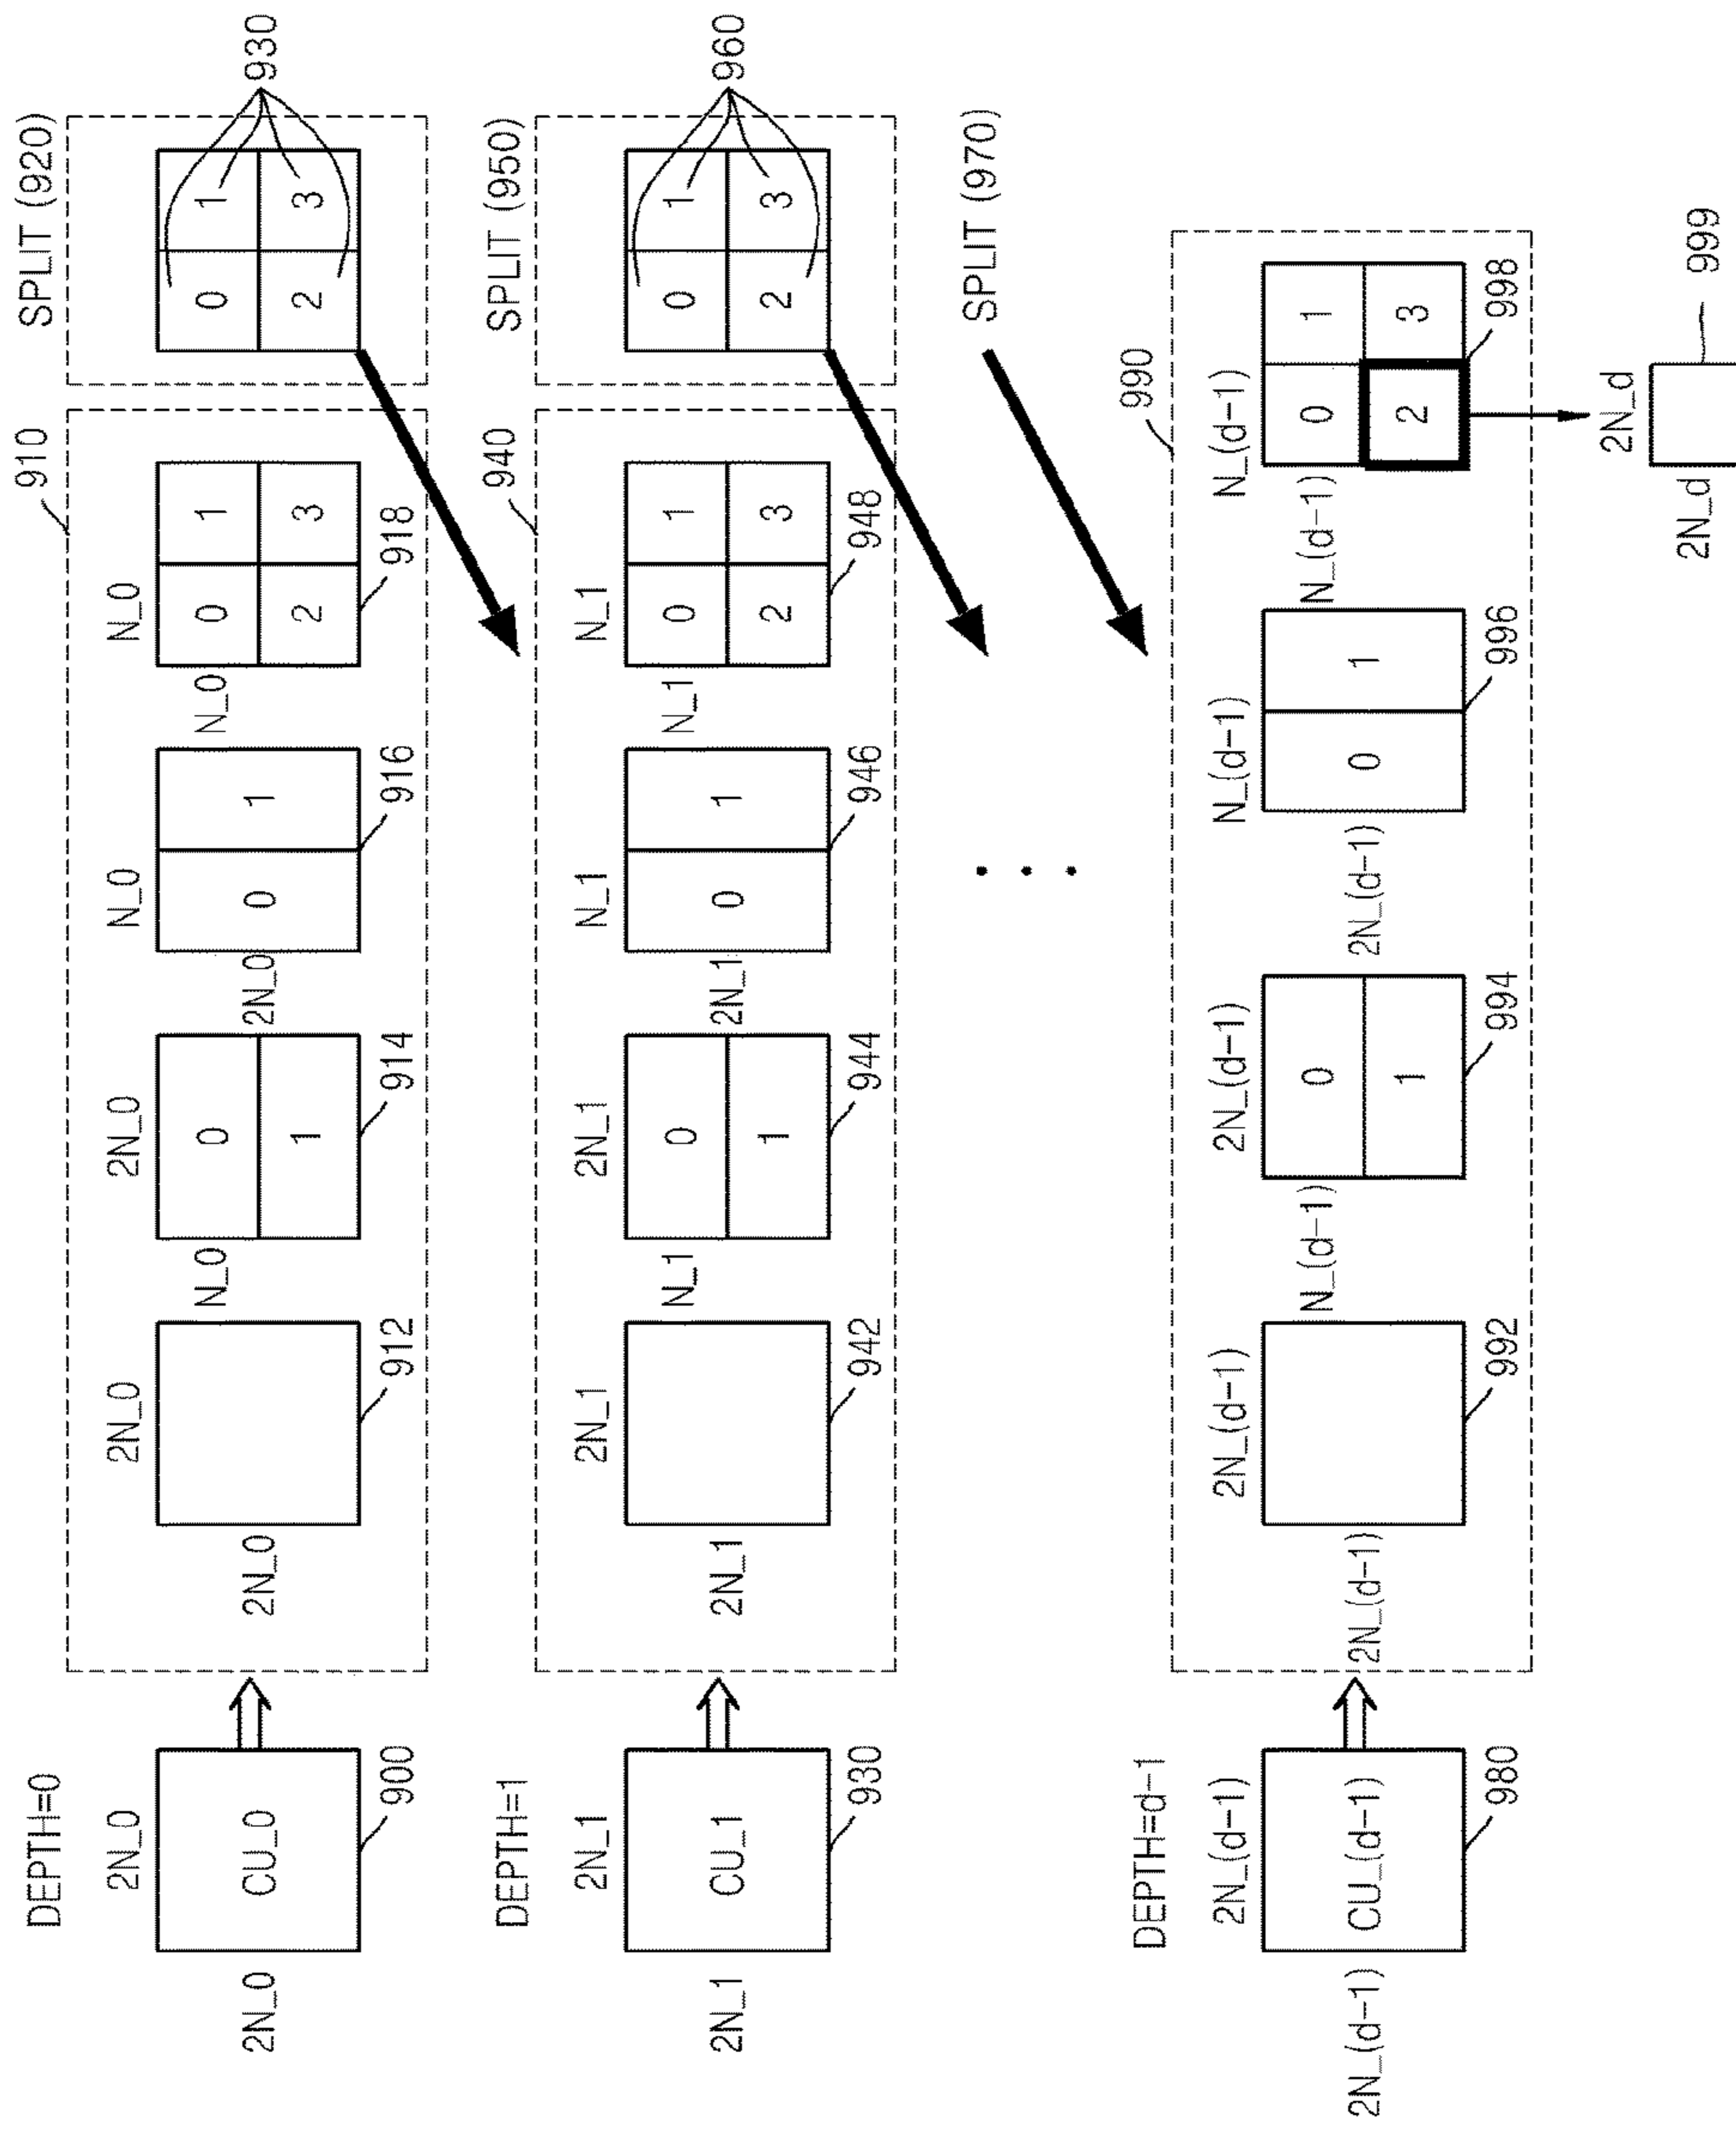 DEPTH=0
2N_0
2N_0
CU_0
900
910
2N_0
2N_0
912
2N_0
N_0
0
1
914
N_0
2N_0
0
1
916
N_0
N_0
0
1
2
3
918
SPLIT (920)
0
1
2
3
930
DEPTH=1
2N_1
2N_1
CU_1
930
940
2N_1
2N_1
942
2N_1
N_1
0
1
944
N_1
2N_1
0
1
946
N_1
N_1
0
1
2
3
948
SPLIT (950)
0
1
2
3
960
SPLIT (970)
DEPTH=d-1
2N_(d-1)
2N_(d-1)
CU_(d-1)
980
990
2N_(d-1)
2N_(d-1)
992
2N_(d-1)
N_(d-1)
0
1
994
N_(d-1)
2N_(d-1)
0
1
996
N_(d-1)
N_(d-1)
0
1
2
3
998
2N_d
2N_d
999